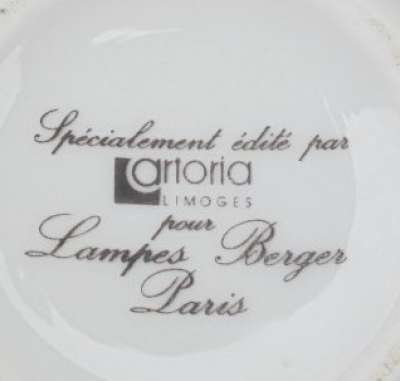 Spécialement édité par
artoria
LIMOGES
pour
Lampes Berger
Paris